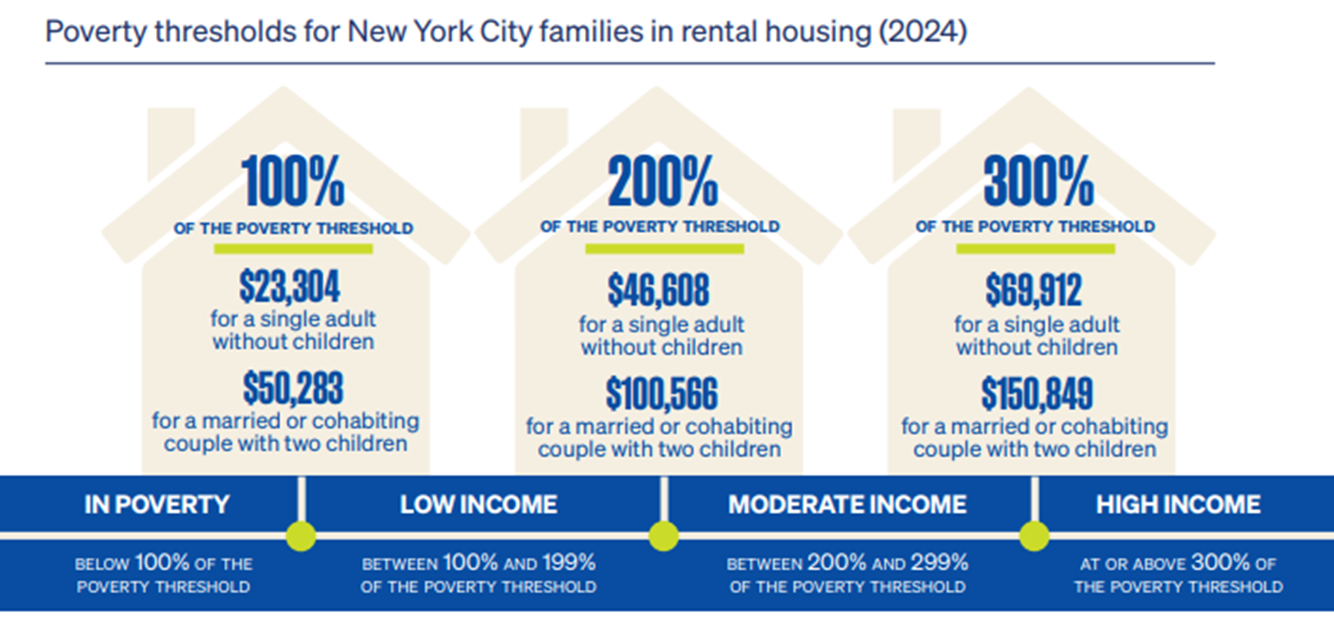 Poverty thresholds for New York City families in rental housing (2024)
100%
OF THE POVERTY THRESHOLD
$23,304
for a single adult
without children
$50,283
for a married or cohabiting
couple with two children
200%
OF THE POVERTY THRESHOLD
$46,608
for a single adult
without children
$100,566
for a married or cohabiting
couple with two children
300%
OF THE POVERTY THRESHOLD
$69,912
for a single adult
without children
$150,849
for a married or cohabiting
couple with two children
IN POVERTY
BELOW 100% OF THE
POVERTY THRESHOLD
LOW INCOME
BETWEEN 100% AND 199%
OF THE POVERTY THRESHOLD
MODERATE INCOME
BETWEEN 200% AND 299%
OF THE POVERTY THRESHOLD
HIGH INCOME
AT OR ABOVE 300% OF
THE POVERTY THRESHOLD